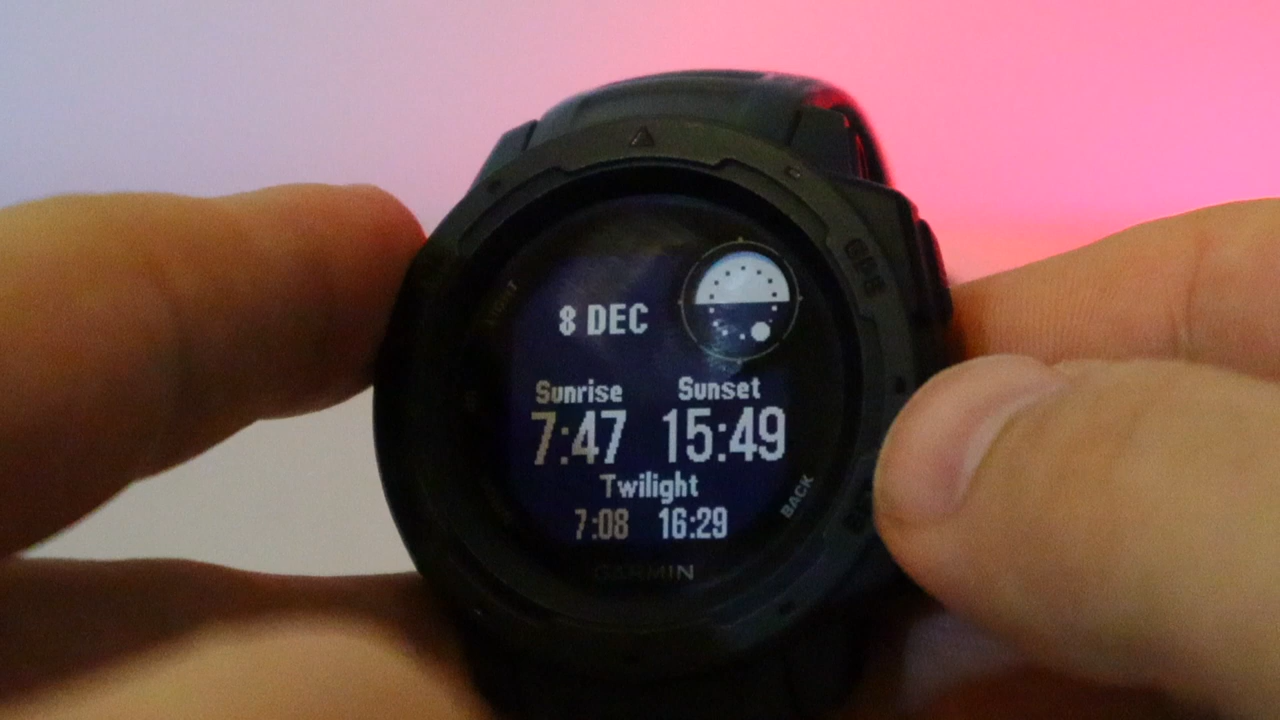 8 DEC
Sunrise Sunset
7:47 15:49
Twilight
7:08 16:29
BACK
GARMIN